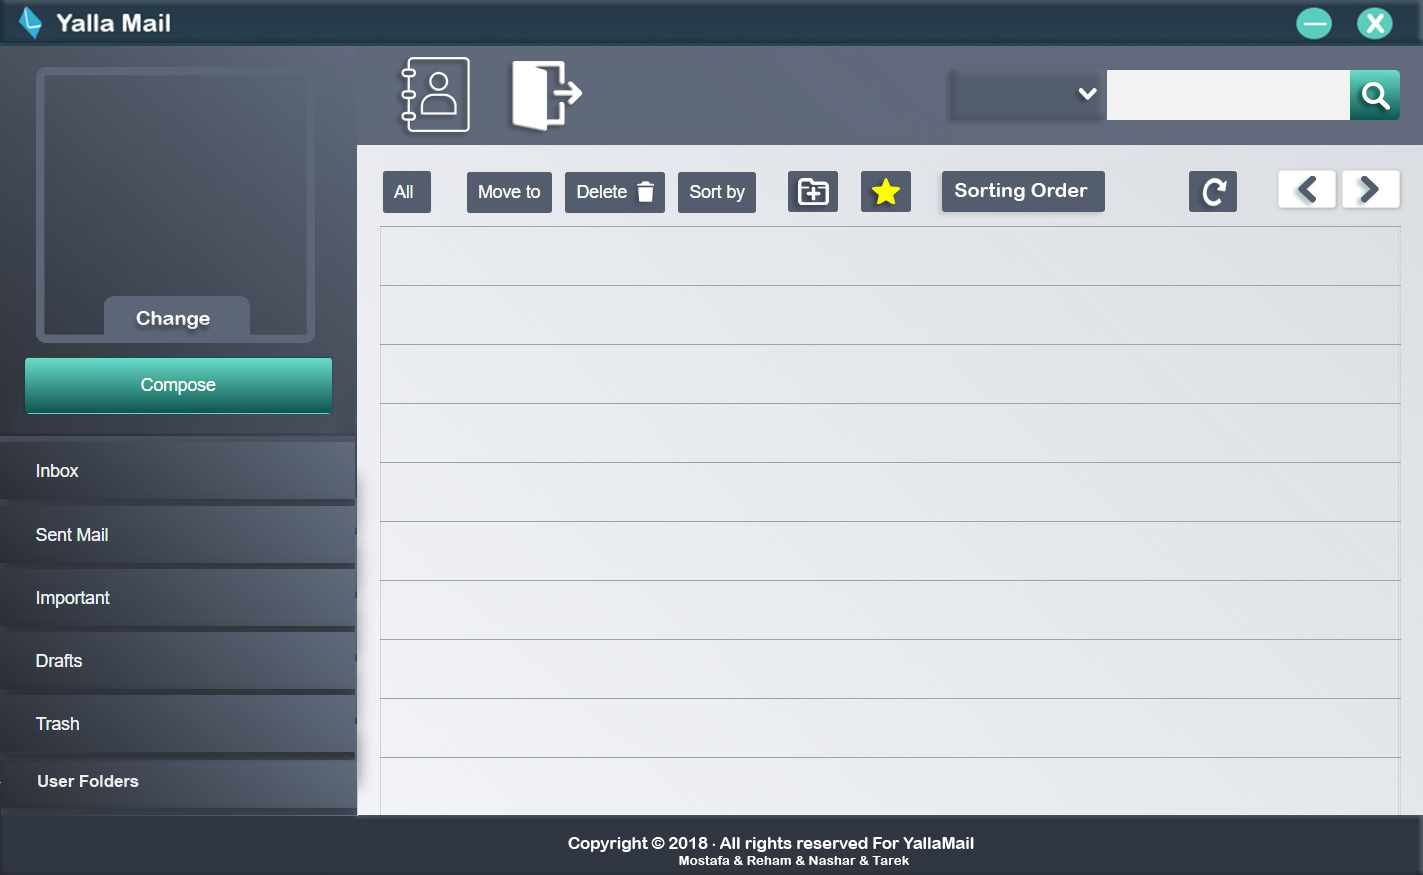 Yalla Mail
All
Move to
Delete
Sort by
Sorting Order
Change
Compose
Inbox
Sent Mail
Important
Drafts
Trash
User Folders
Copyright © 2018 · All rights reserved For YallaMail
Mostafa & Reham & Nashar & Tarek